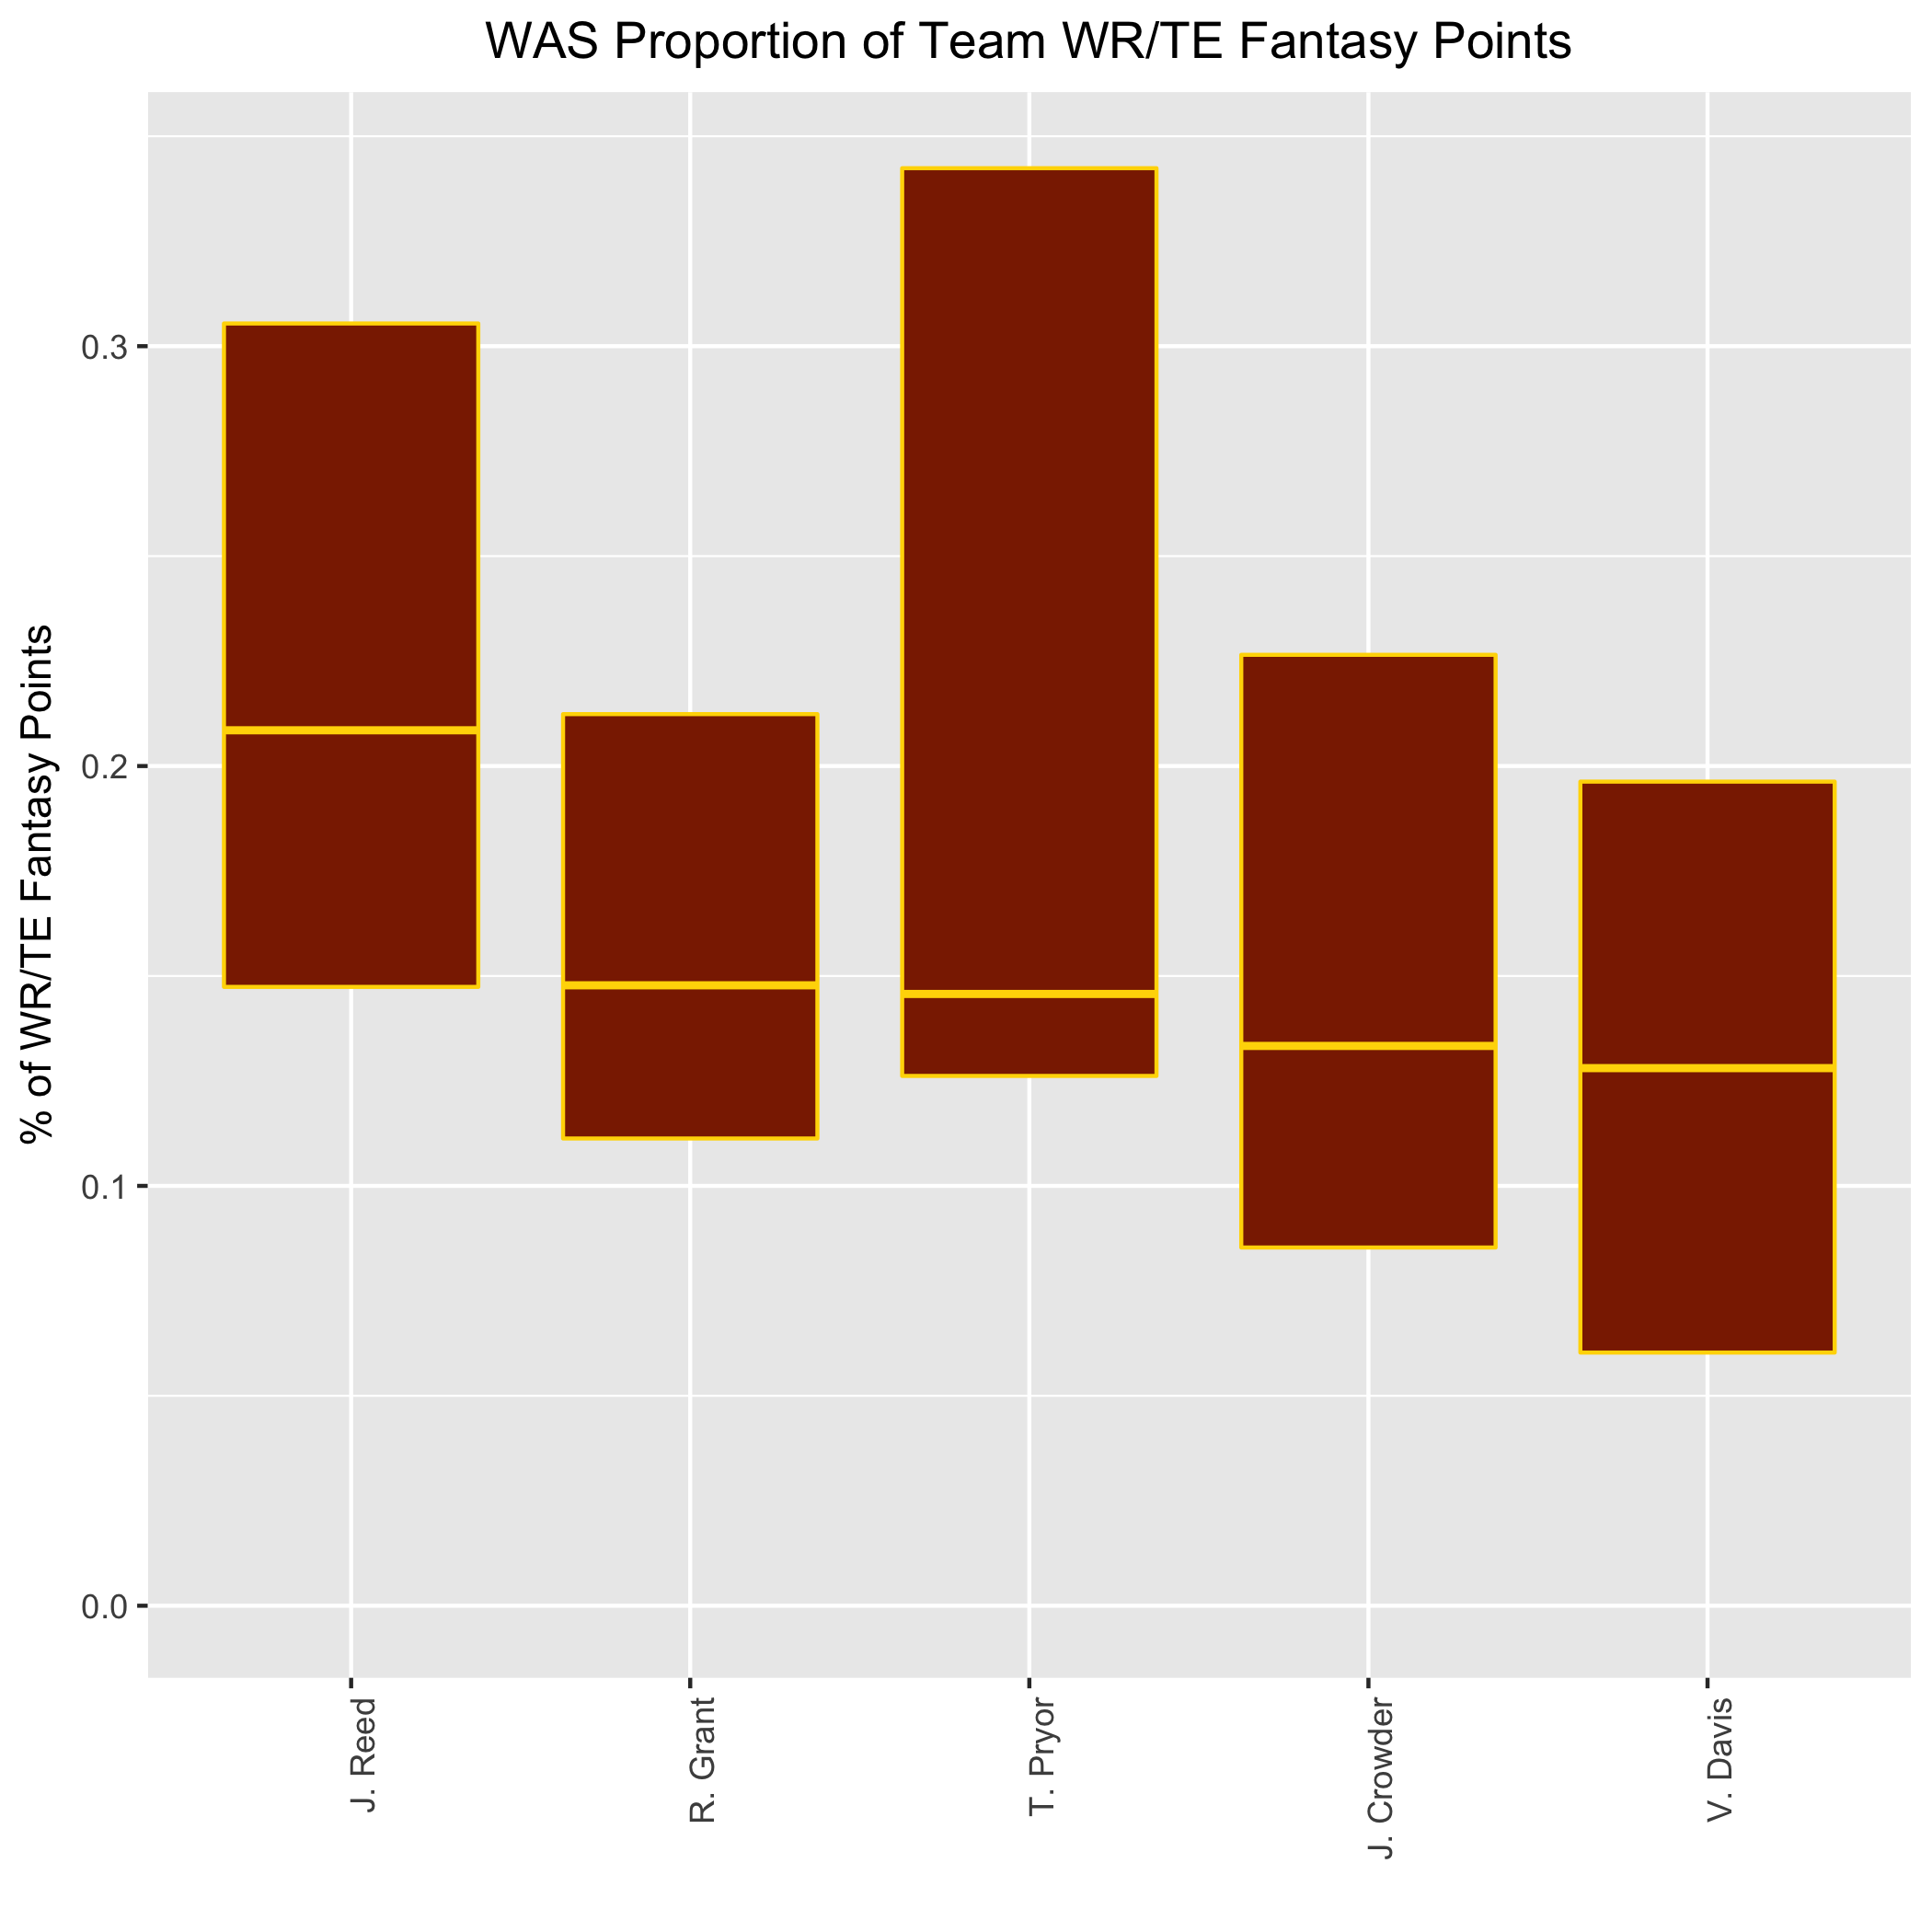 WAS Proportion of Team WR/TE Fantasy Points
% of WR/TE Fantasy Points
0.3
0.2
0.1
0.0
J. Reed
R. Grant
T. Pryor
J. Crowder
V. Davis